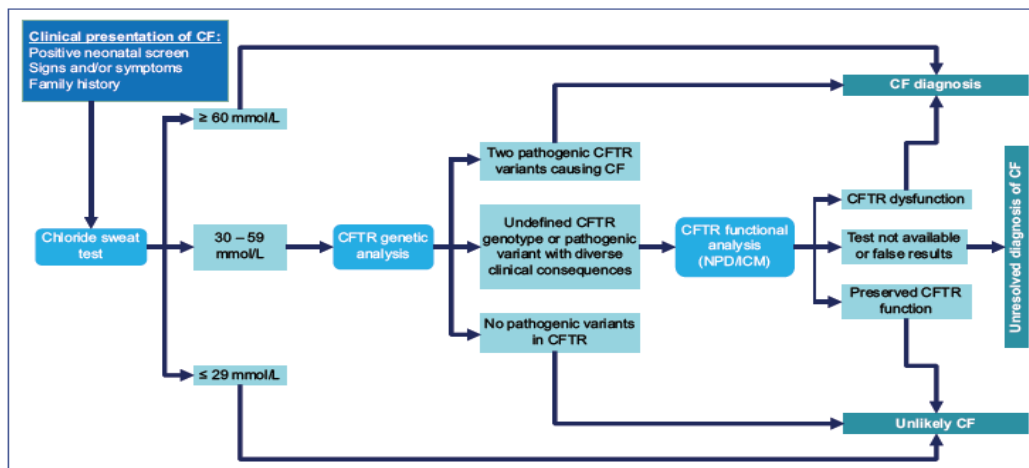 Clinical presentation of CF:
Positive neonatal screen
Signs and/or symptoms
Family history
Chloride sweat
test
≥ 60 mmol/L
30 – 59
mmol/L
≤ 29 mmol/L
CFTR genetic
analysis
Two pathogenic CFTR
variants causing CF
Undefined CFTR
genotype or pathogenic
variant with diverse
clinical consequences
No pathogenic variants
in CFTR
CFTR functional
analysis
(NPD/ICM)
CF diagnosis
CFTR dysfunction
Test not available
or false results
Preserved CFTR
function
Unlikely CF
Unresolved diagnosis of CF